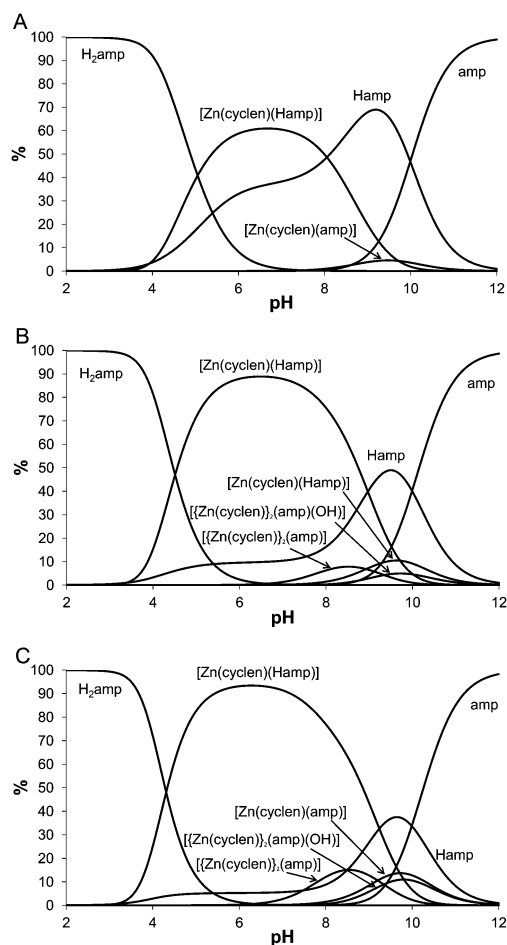 A
100
90
80
70
60
50
40
30
20
10
0
%
H₂amp
[Zn(cyclen)(Hamp)]
Hamp
amp
[Zn(cyclen)(amp)]
2 4 6 8 10 12
pH
B
100
90
80
70
60
50
40
30
20
10
0
%
H₂amp
[Zn(cyclen)(Hamp)]
amp
Hamp
[Zn(cyclen)(Hamp)]
[{Zn(cyclen)}₂(amp)(OH)]
[{Zn(cyclen)}₂(amp)]
2 4 6 8 10 12
pH
C
100
90
80
70
60
50
40
30
20
10
0
%
H₂amp
[Zn(cyclen)(Hamp)]
amp
[Zn(cyclen)(amp)]
[{Zn(cyclen)}₂(amp)(OH)]
Hamp
[{Zn(cyclen)}₂(amp)]
2 4 6 8 10 12
pH